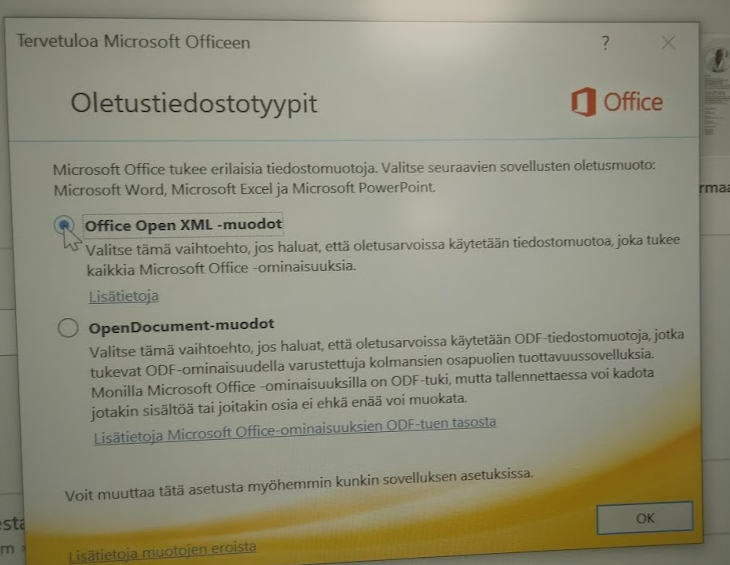 Tervetuloa Microsoft Officeen
?
Oletustiedostotyypit
Office
Microsoft Office tukee erilaisia tiedostomuotoja. Valitse seuraavien sovellusten oletusmuoto:
Microsoft Word, Microsoft Excel ja Microsoft PowerPoint.
Office Open XML -muodot
Valitse tämä vaihtoehto, jos haluat, että oletusarvoissa käytetään tiedostomuotoa, joka tukee
kaikkia Microsoft Office -ominaisuuksia.
Lisätietoja
OpenDocument-muodot
Valitse tämä vaihtoehto, jos haluat, että oletusarvoissa käytetään ODF-tiedostomuotoja, jotka
tukevat ODF-ominaisuudella varustettuja kolmansien osapuolien tuottavuussovelluksia.
Monilla Microsoft Office -ominaisuuksilla on ODF-tuki, mutta tallennettaessa voi kadota
jotakin sisältöä tai joitakin osia ei ehkä enää voi muokata.
Lisätietoja Microsoft Office-ominaisuuksien ODF-tuen tasosta
Voit muuttaa tätä asetusta myöhemmin kunkin sovelluksen asetuksissa.
OK
Lisätietoja muotojen eroista